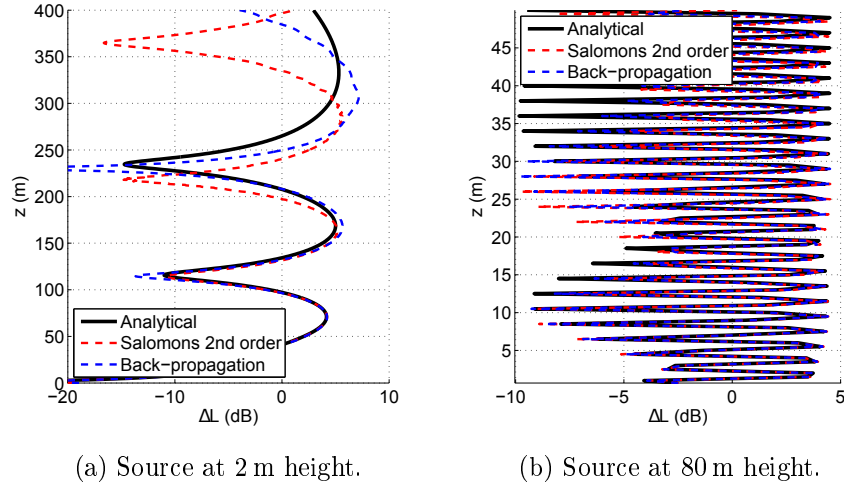 400
350
300
250
200
150
100
50
0
z (m)
Analytical
Salomons 2nd order
Back−propagation
−20 −10 0 10
ΔL (dB)
(a) Source at 2 m height.
45
40
35
30
25
20
15
10
5
z (m)
Analytical
Salomons 2nd order
Back−propagation
−10 −5 0 5
ΔL (dB)
(b) Source at 80 m height.